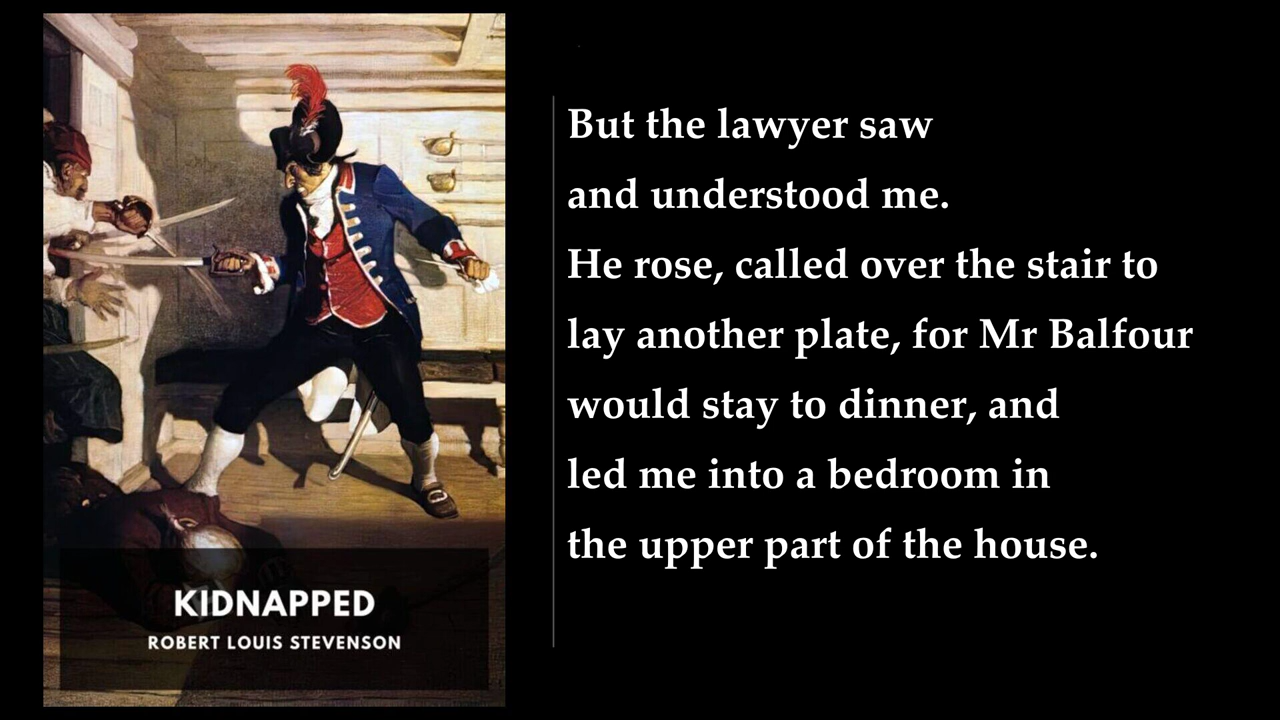 KIDNAPPED
ROBERT LOUIS STEVENSON
But the lawyer saw
and understood me.
He rose, called over the stair to
lay another plate, for Mr Balfour
would stay to dinner, and
led me into a bedroom in
the upper part of the house.